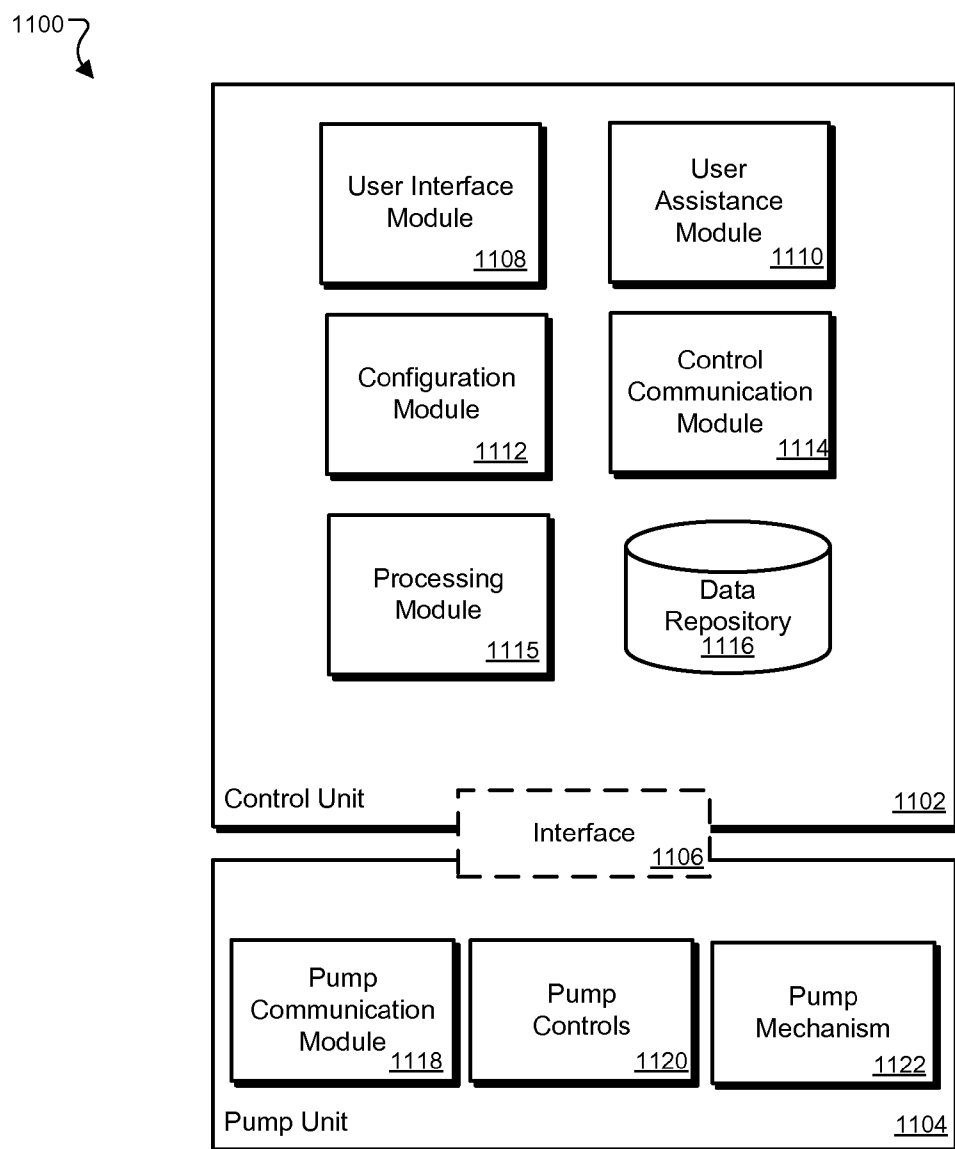 1100
User Interface
Module
1108
User
Assistance
Module
1110
Configuration
Module
1112
Control
Communication
Module
1114
Processing
Module
1115
Data
Repository
1116
Control Unit
1102
Interface
1106
Pump
Communication
Module
1118
Pump
Controls
1120
Pump
Mechanism
1122
Pump Unit
1104